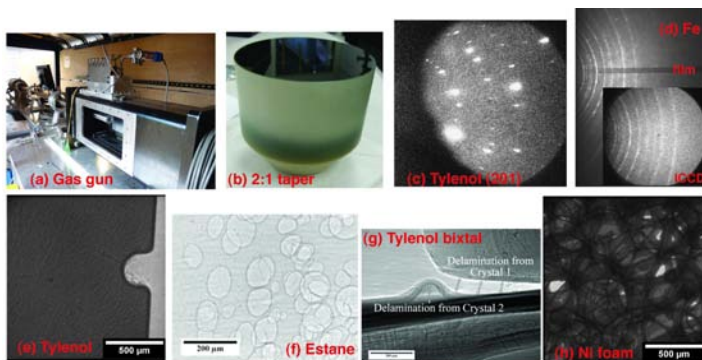 (a) Gas gun
(b) 2:1 taper
(c) Tylenol (201)
(d) Fe
film
ICCD
(e) Tylenol
500 µm
200 µm
(f) Estane
(g) Tylenol bixtal
Delamination from
Crystal 1
Delamination from Crystal 2
(h) Ni foam
500 µm